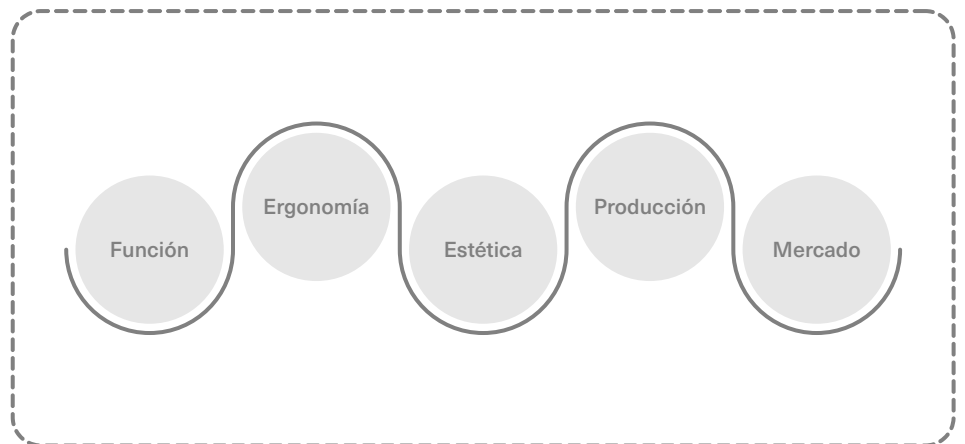 Función
Ergonomía
Estética
Producción
Mercado